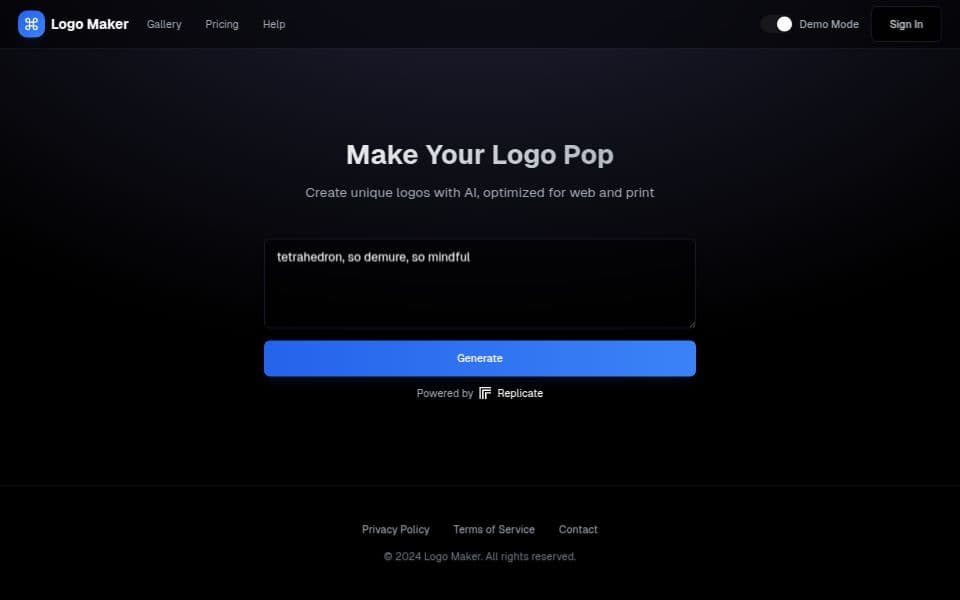 Logo Maker Gallery Pricing Help Demo Mode Sign In
Make Your Logo Pop
Create unique logos with AI, optimized for web and print
tetrahedron, so demure, so mindful
Generate
Powered by Replicate
Privacy Policy Terms of Service Contact
© 2024 Logo Maker. All rights reserved.